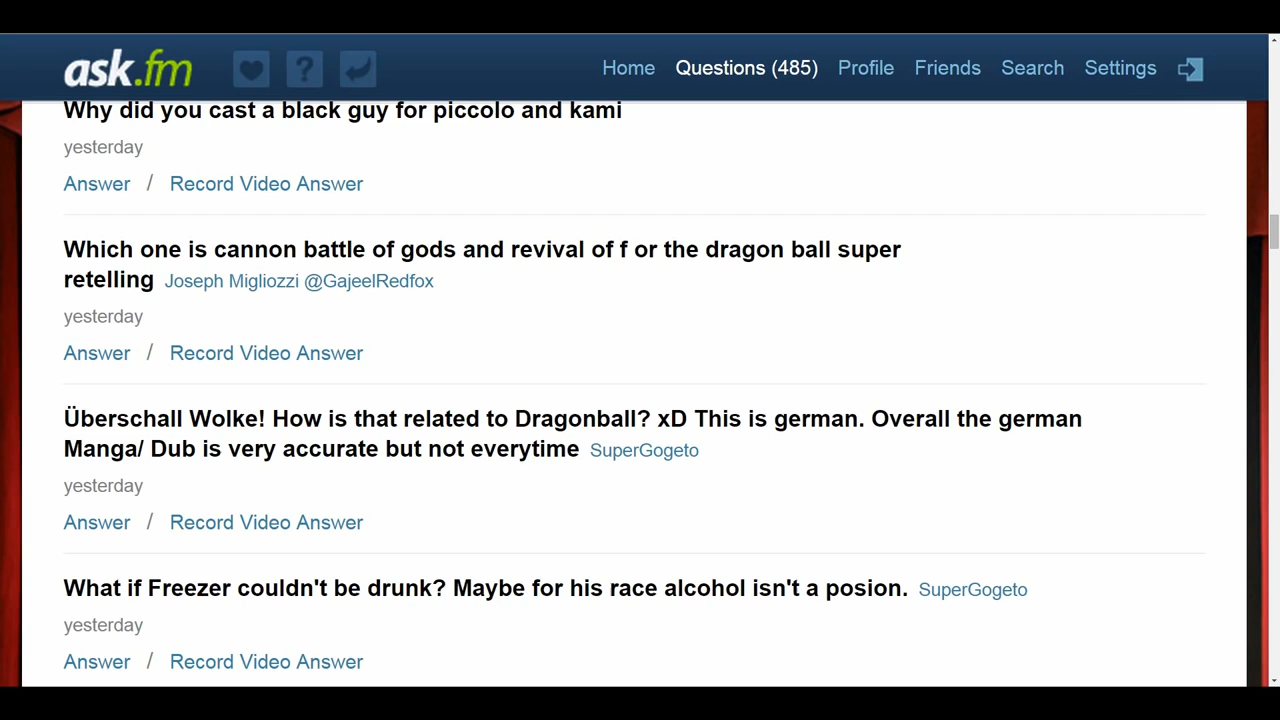 ask.fm
Home Questions (485) Profile Friends Search Settings
Why did you cast a black guy for piccolo and kami
yesterday
Answer / Record Video Answer
Which one is cannon battle of gods and revival of f or the dragon ball super
retelling Joseph Migliozzi @GajeelRedfox
yesterday
Answer / Record Video Answer
Überschall Wolke! How is that related to Dragonball? xD This is german. Overall the german
Manga/ Dub is very accurate but not everytime SuperGogeto
yesterday
Answer / Record Video Answer
What if Freezer couldn't be drunk? Maybe for his race alcohol isn't a posion. SuperGogeto
yesterday
Answer / Record Video Answer